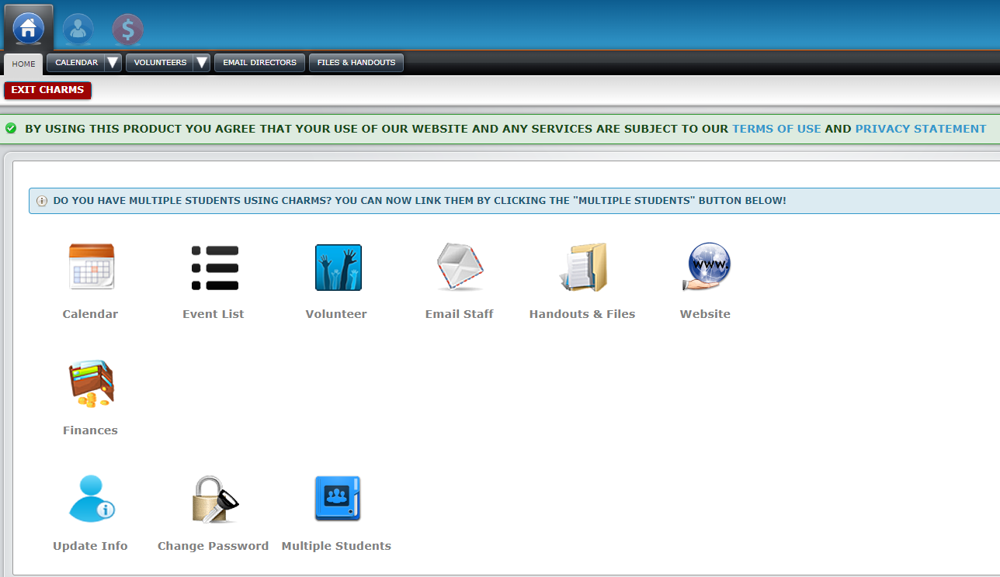 HOME CALENDAR VOLUNTEERS EMAIL DIRECTORS FILES & HANDOUTS
EXIT CHARMS
BY USING THIS PRODUCT YOU AGREE THAT YOUR USE OF OUR WEBSITE AND ANY SERVICES ARE SUBJECT TO OUR TERMS OF USE AND PRIVACY STATEMENT
DO YOU HAVE MULTIPLE STUDENTS USING CHARMS? YOU CAN NOW LINK THEM BY CLICKING THE "MULTIPLE STUDENTS" BUTTON BELOW!
www.
Calendar Event List Volunteer Email Staff Handouts & Files Website
Finances
Update Info Change Password Multiple Students